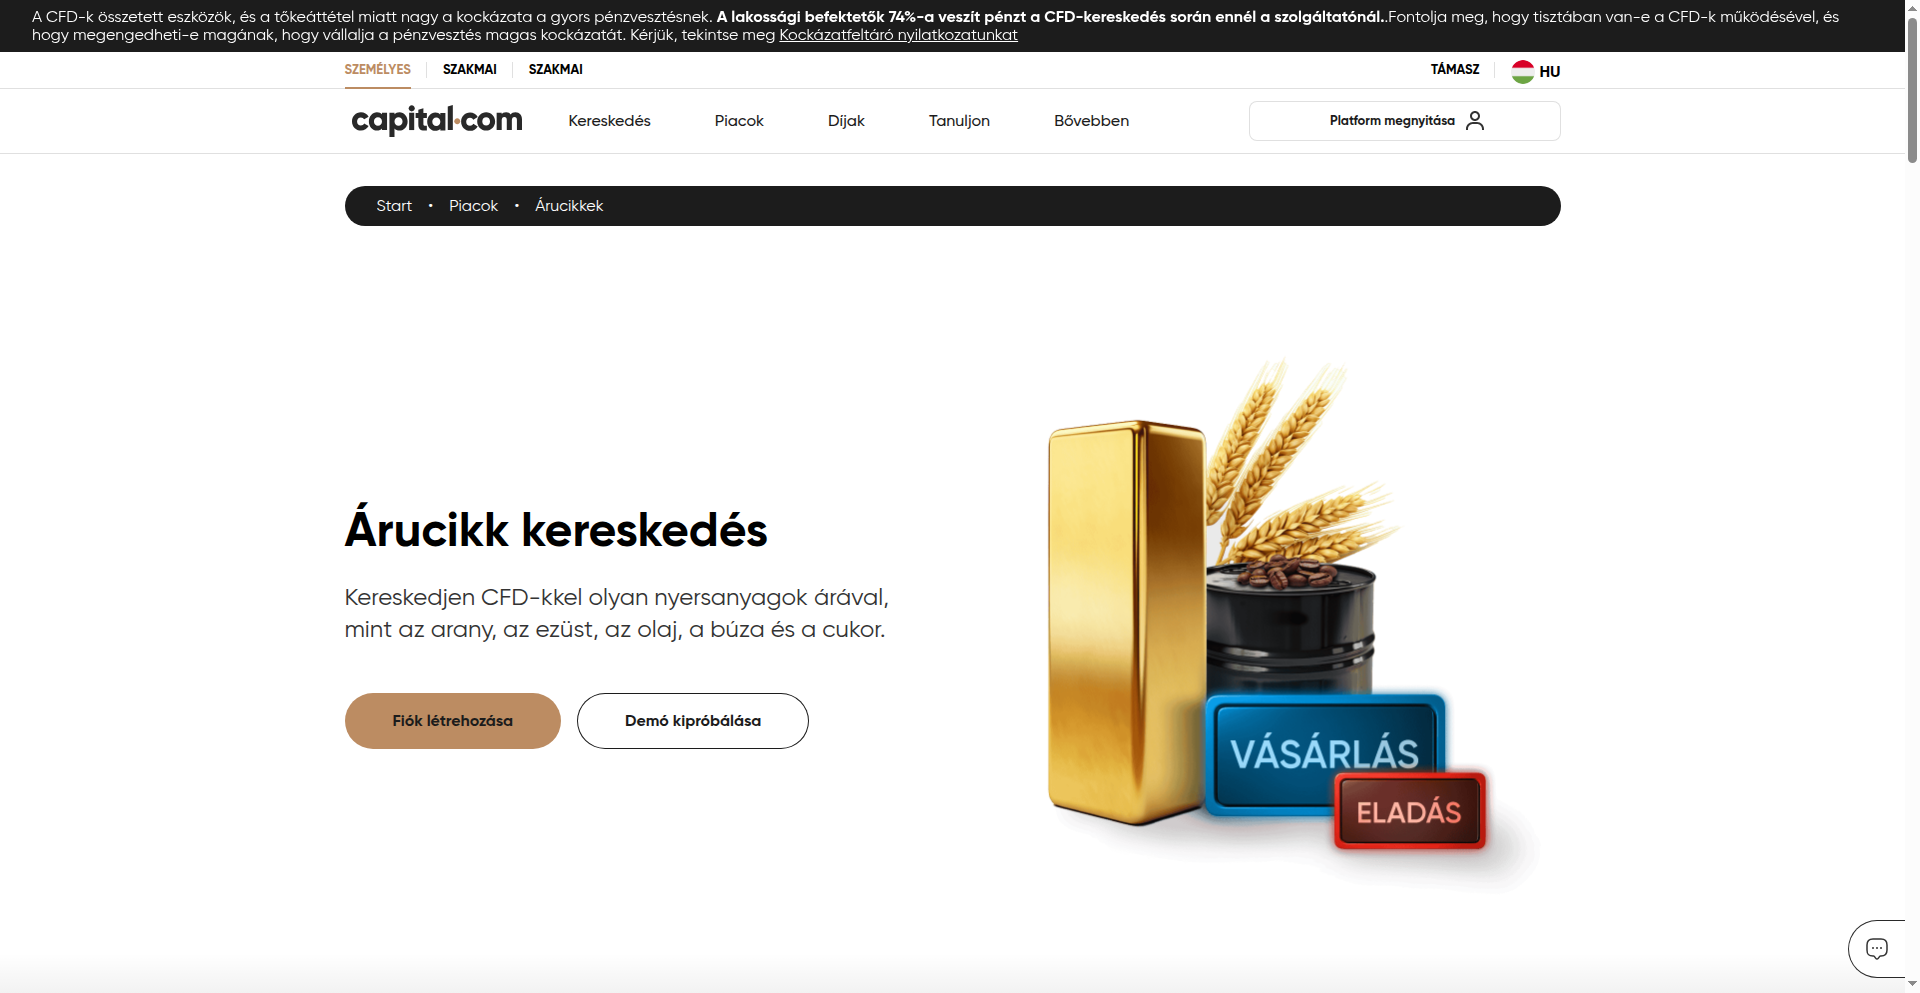 A CFD-k összetett eszközök, és a tőkeáttétel miatt nagy a kockázata a gyors pénzvesztésnek. A lakossági befektetők 74%-a veszít pénzt a CFD-kereskedés során ennél a szolgáltatónál..Fontolja meg, hogy tisztában van-e a CFD-k működésével, és
hogy megengedheti-e magának, hogy vállalja a pénzvesztés magas kockázatát. Kérjük, tekintse meg Kockázatfeltáró nyilatkozatunkat
SZEMÉLYES SZAKMAI SZAKMAI TÁMASZ HU
capital.com Kereskedés Piacok Díjak Tanuljon Bővebben Platform megnyitása
Start • Piacok • Árucikkek
Árucikk kereskedés
Kereskedjen CFD-kkel olyan nyersanyagok árával,
mint az arany, az ezüst, az olaj, a búza és a cukor.
Fiók létrehozása Demó kipróbálása
VÁSÁRLÁS
ELADÁS